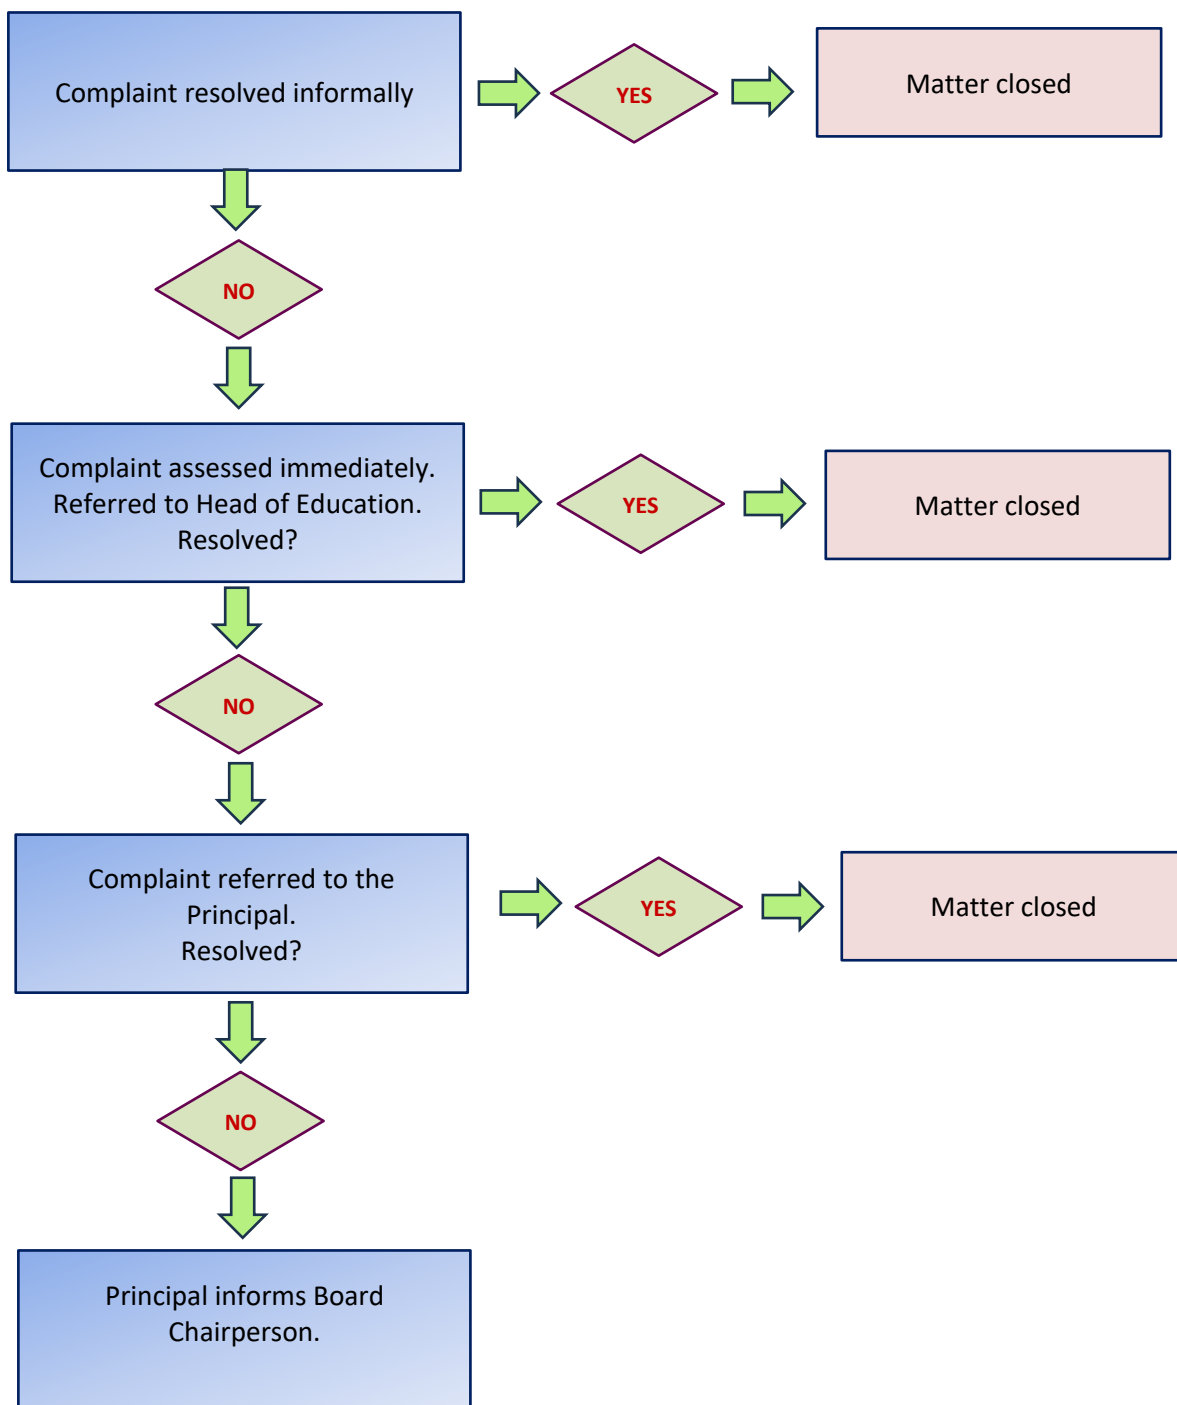 Complaint resolved informally
YES
Matter closed
NO
Complaint assessed immediately.
Referred to Head of Education.
Resolved?
YES
Matter closed
NO
Complaint referred to the
Principal.
Resolved?
YES
Matter closed
NO
Principal informs Board
Chairperson.